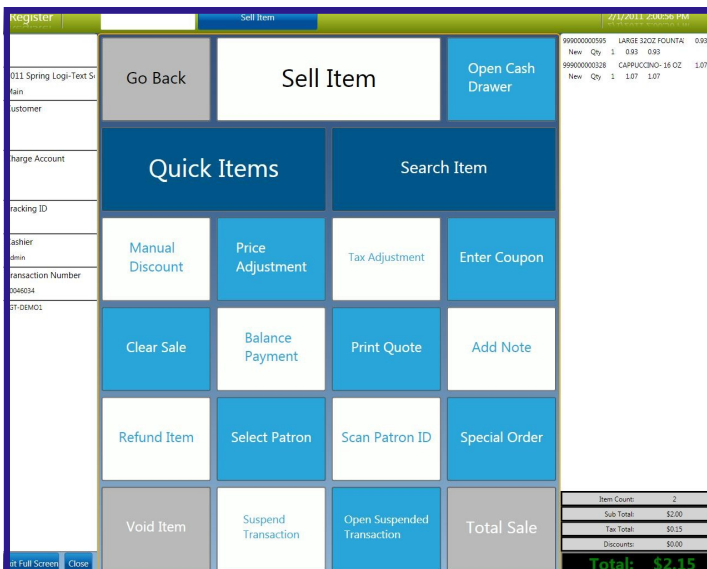 Register
Sell Item
2/1/2011 2:00:56 PM
011 Spring Logi-Text S
Main
ustomer
harge Account
racking ID
ashier
dmin
ransaction Number
0046034
GT-DEMO1
it Full Screen
Close
Go Back
Sell Item
Open Cash
Drawer
Quick Items
Search Item
Manual
Discount
Price
Adjustment
Tax Adjustment
Enter Coupon
Clear Sale
Balance
Payment
Print Quote
Add Note
Refund Item
Select Patron
Scan Patron ID
Special Order
Void Item
Suspend
Transaction
Open Suspended
Transaction
Total Sale
999000000595 LARGE 32OZ FOUNTA 0.93
New Qty 1 0.93 0.93
999000000328 CAPPUCCINO- 16 OZ 1.07
New Qty 1 1.07 1.07
Item Count: 2
Sub Total: $2.00
Tax Total: $0.15
Discounts: $0.00
Total: $2.15